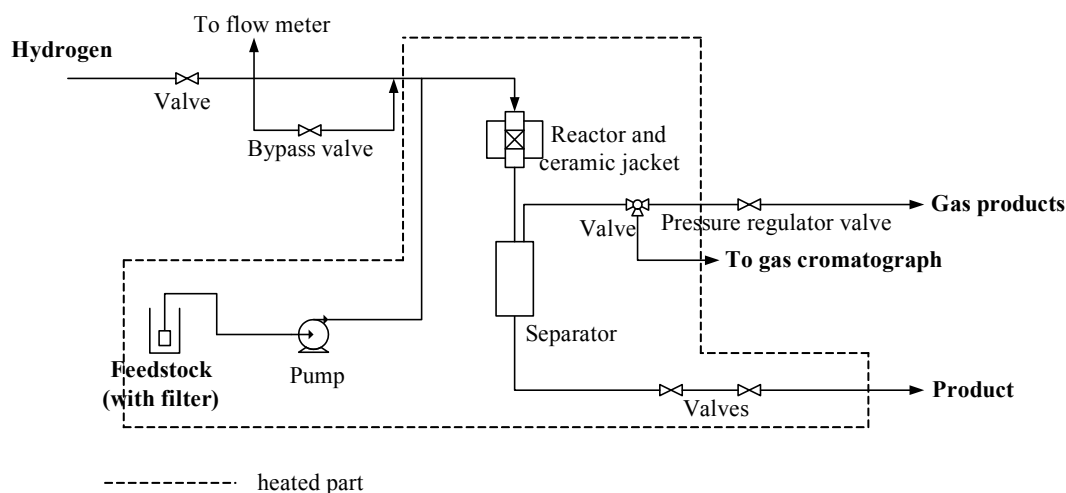 To flow meter
Hydrogen
Valve
Bypass valve
Reactor and
ceramic jacket
Gas products
Valve
Pressure regulator valve
To gas cromatograph
Separator
Feedstock
(with filter)
Pump
Product
Valves
heated part